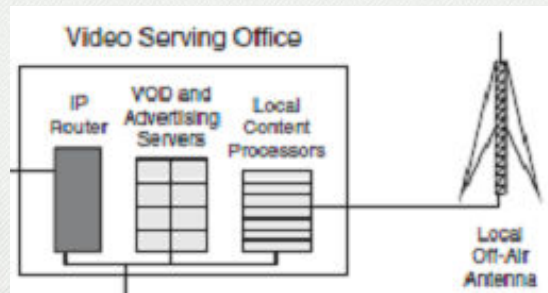 Video Serving Office
IP
Router
VOD and
Advertising
Servers
Local
Content
Processors
Local
Off-Air
Antenna